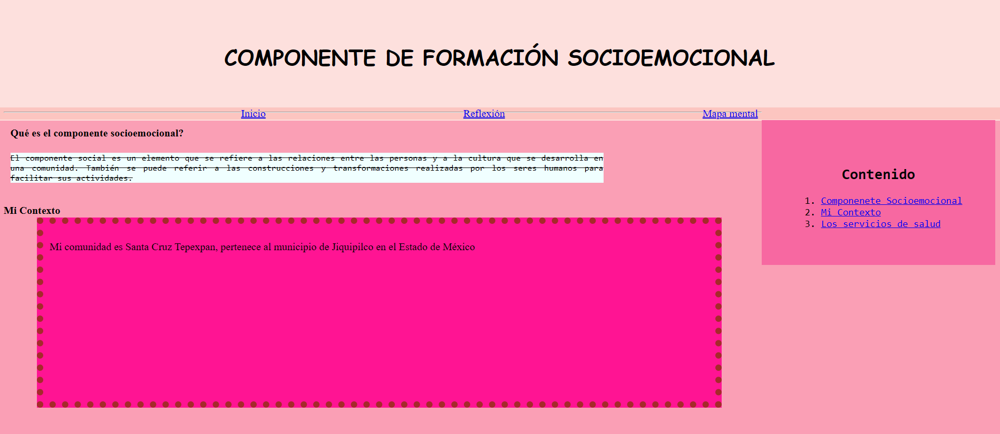 COMPONENTE DE FORMACIÓN SOCIOEMOCIONAL
Inicio Reflexión Mapa mental
Qué es el componente socioemocional?
El componente social es un elemento que se refiere a las relaciones entre las personas y a la cultura que se desarrolla en
una comunidad. También se puede referir a las construcciones y transformaciones realizadas por los seres humanos para
facilitar sus actividades.
Mi Contexto
Mi comunidad es Santa Cruz Tepexpan, pertenece al municipio de Jiquipilco en el Estado de México
Contenido
1. Componenete Socioemocional
2. Mi Contexto
3. Los servicios de salud